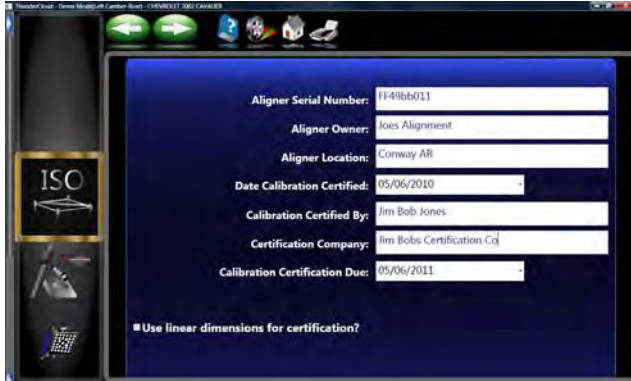 ThunderCloud - Demo Mode(Left Camber-Rear) - CHEVROLET 2002 CAVALIER
Aligner Serial Number: FF49bb011
Aligner Owner: Joes Alignment
Aligner Location: Conway AR
ISO
Date Calibration Certified: 05/06/2010
Calibration Certified By: Jim Bob Jones
Certification Company: Jim Bobs Certification Co
Calibration Certification Due: 05/06/2011
Use linear dimensions for certification?